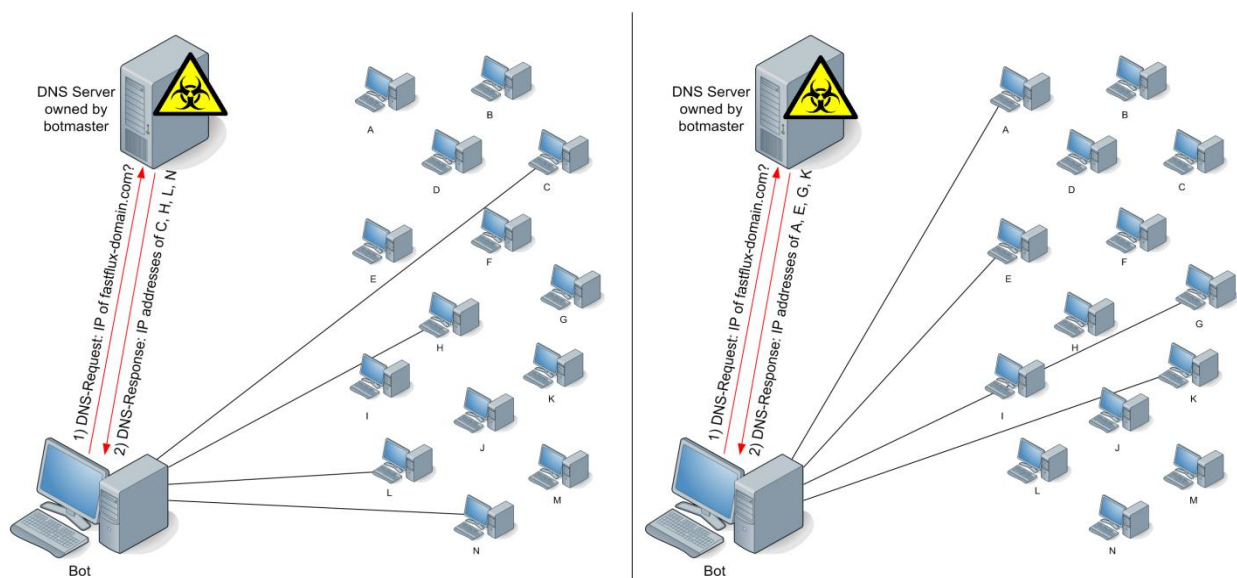 DNS Server
owned by
botmaster
1) DNS-Request: IP of fastflux-domain.com?
2) DNS-Response: IP addresses of C, H, L, N
Bot
A
B
C
D
E
F
G
H
I
J
K
L
M
N
DNS Server
owned by
botmaster
1) DNS-Request: IP of fastflux-domain.com?
2) DNS-Response: IP addresses of A, E, G, K
Bot
A
B
C
D
E
F
G
H
I
J
K
L
M
N